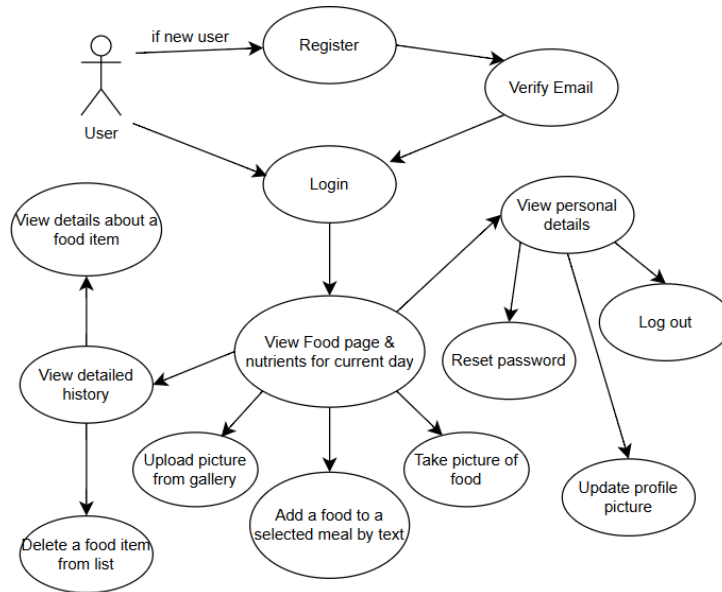 if new user
Register
Verify Email
User
Login
View details about a
food item
View personal
details
View Food page &
nutrients for current day
Reset password
Log out
View detailed
history
Upload picture
from gallery
Take picture of
food
Add a food to a
selected meal by text
Update profile
picture
Delete a food item
from list